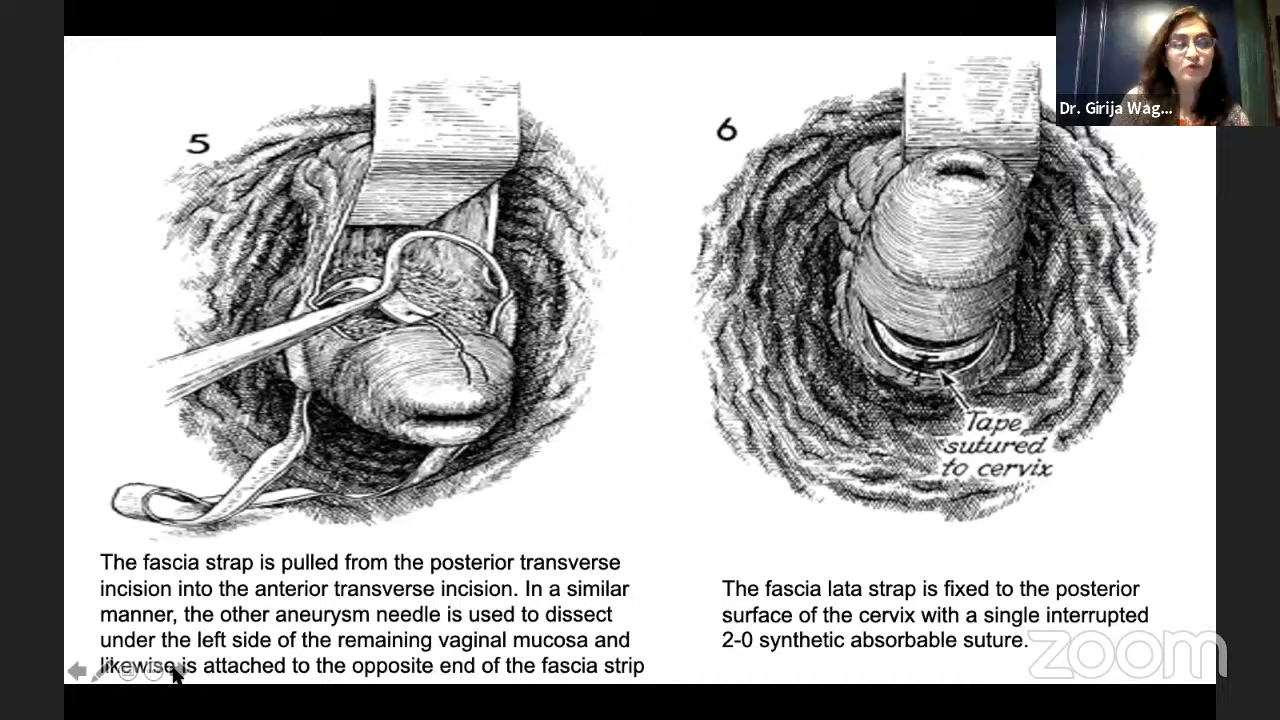 Dr. Girija Wag...
5
6
Tape
sutured
to cervix
The fascia strap is pulled from the posterior transverse
incision into the anterior transverse incision. In a similar
manner, the other aneurysm needle is used to dissect
under the left side of the remaining vaginal mucosa and
likewise is attached to the opposite end of the fascia strip
The fascia lata strap is fixed to the posterior
surface of the cervix with a single interrupted
2-0 synthetic absorbable suture.
zoom